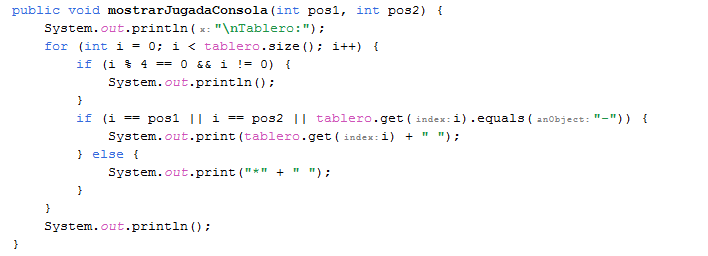 public void mostrarJugadaConsola(int pos1, int pos2) {
    System.out.println( x: "\nTablero:");
    for (int i = 0; i < tablero.size(); i++) {
        if (i % 4 == 0 && i != 0) {
            System.out.println();
        }
        if (i == pos1 || i == pos2 || tablero.get( index: i).equals( anObject: "-")) {
            System.out.print(tablero.get( index: i) + " ");
        } else {
            System.out.print("*" + " ");
        }
    }
    System.out.println();
}